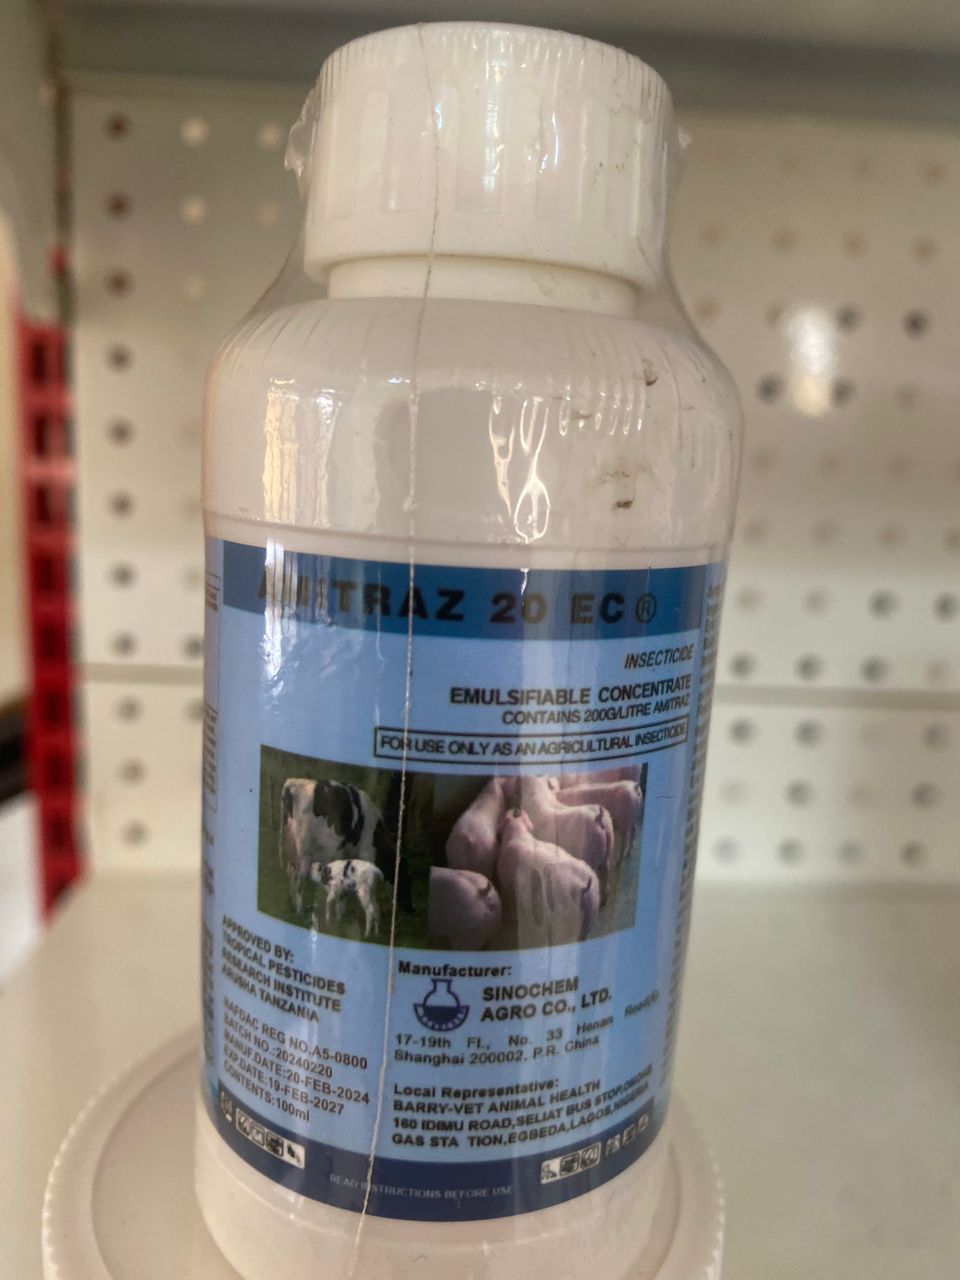 AMITRAZ 20 EC ®
INSECTICIDE
EMULSIFIABLE CONCENTRATE
CONTAINS 200G/LITRE AMITRAZ
FOR USE ONLY AS AN AGRICULTURAL INSECTICIDE
APPROVED BY:
TROPICAL PESTICIDES
RESEARCH INSTITUTE
ARUSHA TANZANIA
NAFDAC REG NO.A5-0800
BATCH NO.:20240220
MANUF.DATE:20-FEB-2024
EXP.DATE:19-FEB-2027
CONTENTS:100ml
Manufacturer:
SINOCHEM
AGRO CO., LTD.
17-19th Fl., No. 33 Henan Road(S)
Shanghai 200002, P.R. China
Local Representative:
BARRY-VET ANIMAL HEALTH
160 IDIMU ROAD,SELIAT BUS STOP,
GAS STA TION,EGBEDA,LAGOS,NIGERIA
READ INSTRUCTIONS BEFORE USE